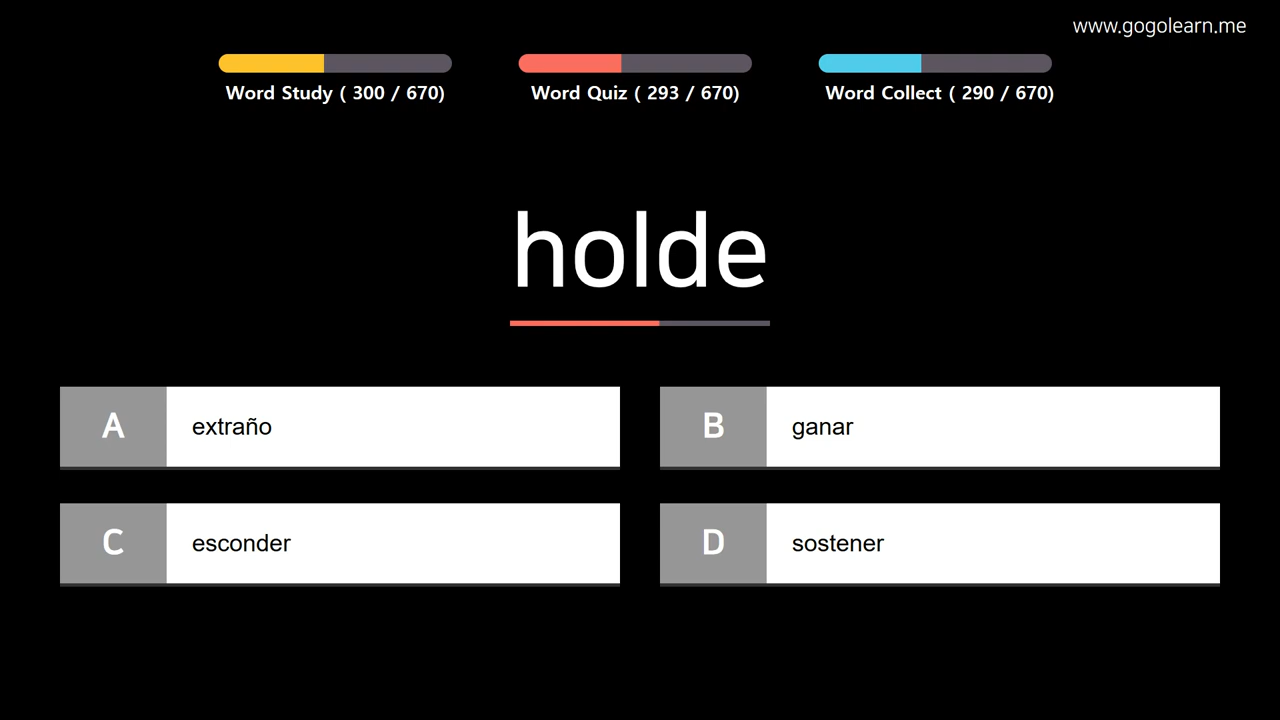 www.gogolearn.me
Word Study ( 300 / 670)
Word Quiz ( 293 / 670)
Word Collect ( 290 / 670)
holde
A extraño
B ganar
C esconder
D sostener